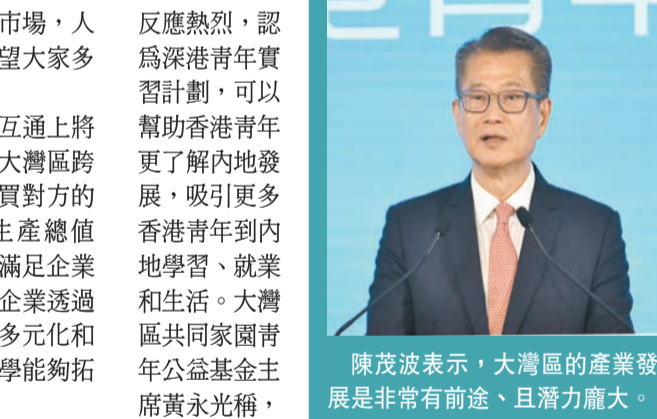 市場，人
望大家多
互通上將
大灣區跨
買對方的
生產總值
滿足企業
企業透過
多元化和
學能夠拓
反應熱烈，認
爲深港靑年實
習計劃，可以
幫助香港靑年
更了解內地發
展，吸引更多
香港靑年到內
地學習、就業
和生活。大灣
區共同家園靑
年公益基金主
席黃永光稱，
陳茂波表示，大灣區的產業發
展是非常有前途、且潛力龐大。